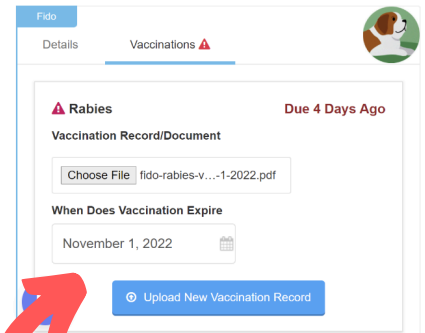 Fido
Details Vaccinations
Rabies Due 4 Days Ago
Vaccination Record/Document
Choose File fido-rabies-v...-1-2022.pdf
When Does Vaccination Expire
November 1, 2022
Upload New Vaccination Record